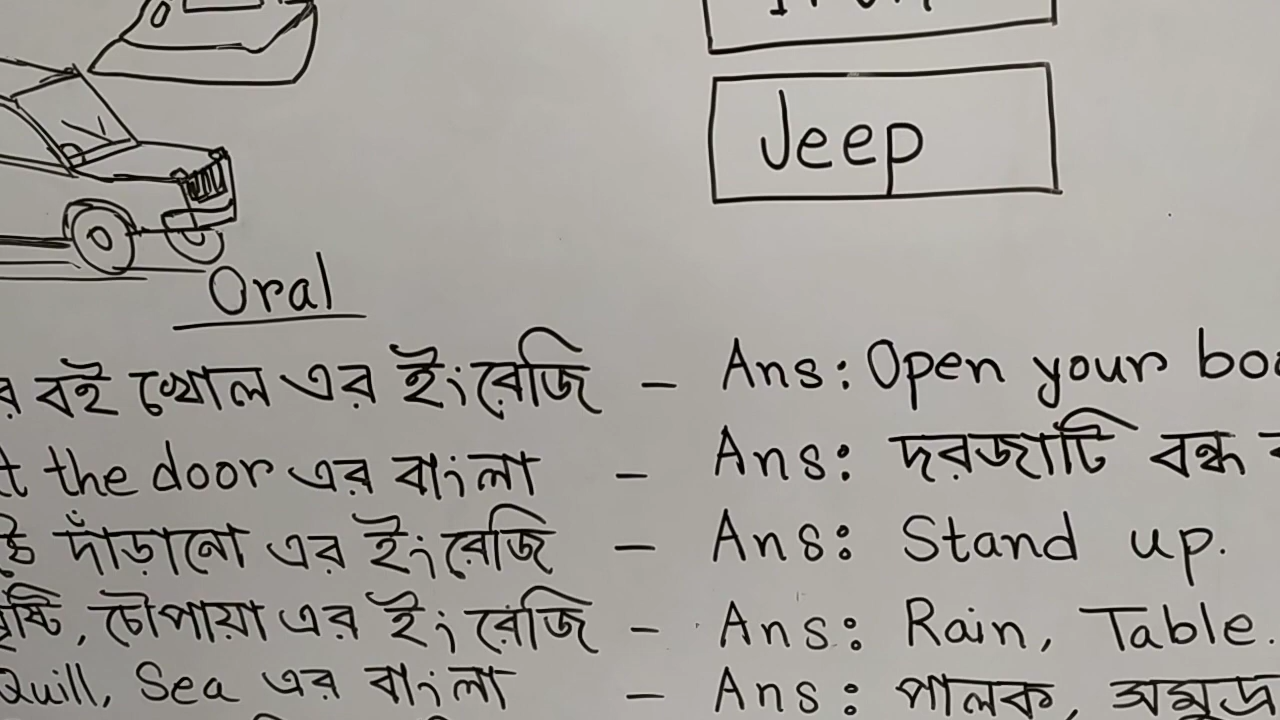 Jeep
Oral
বই খোল এর ইংরেজি - Ans: Open your
the door এর বাংলা - Ans: দরজাটি বন্ধ
দাঁড়ানো এর ইংরেজি - Ans: Stand up.
চৌপায়া এর ইংরেজি - Ans: Rain, Table.
Quill, Sea এর বাংলা - Ans: পালক, সমুদ্র